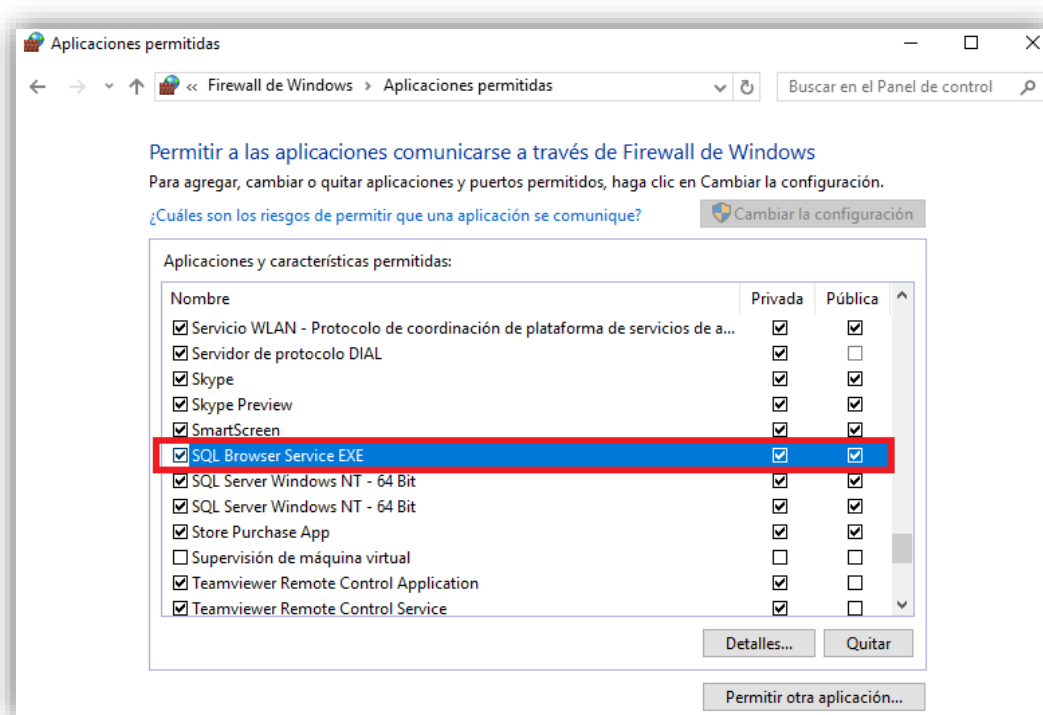 Aplicaciones permitidas
« Firewall de Windows > Aplicaciones permitidas
Buscar en el Panel de control
Permitir a las aplicaciones comunicarse a través de Firewall de Windows
Para agregar, cambiar o quitar aplicaciones y puertos permitidos, haga clic en Cambiar la configuración.
¿Cuáles son los riesgos de permitir que una aplicación se comunique?
Cambiar la configuración
Aplicaciones y características permitidas:
Nombre Privada Pública
Servicio WLAN - Protocolo de coordinación de plataforma de servicios de a...
Servidor de protocolo DIAL
Skype
Skype Preview
SmartScreen
SQL Browser Service EXE
SQL Server Windows NT - 64 Bit
SQL Server Windows NT - 64 Bit
Store Purchase App
Supervisión de máquina virtual
Teamviewer Remote Control Application
Teamviewer Remote Control Service
Detalles... Quitar
Permitir otra aplicación...